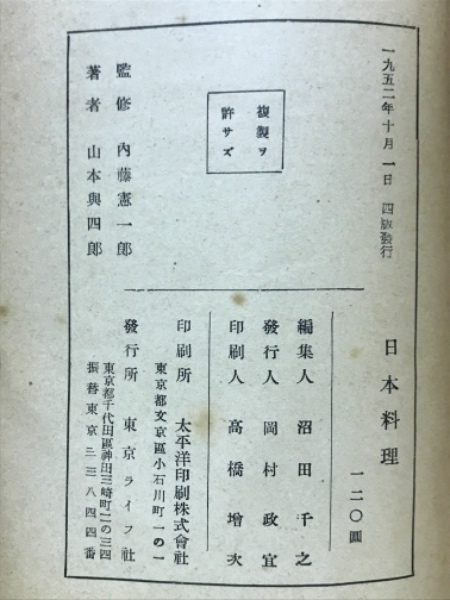 一九五二年十月一日 四版發行
複製ヲ
許サズ
監修 內藤憲一郎
著者 山本與四郎
日本料理
一二〇圓
編集人 沼田千之
發行人 岡村政宜
印刷人 高橋増次
印刷所 太平洋印刷株式會社
東京都文京區小石川町一の一
發行所 東京ライフ社
東京都千代田區神田三崎町二の三四
振替東京三三八四四番